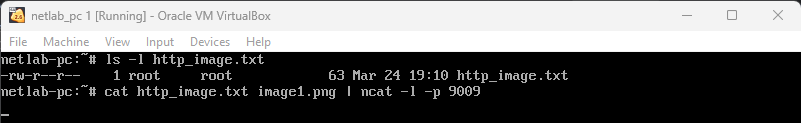 netlab_pc 1 [Running] - Oracle VM VirtualBox
File Machine View Input Devices Help
netlab-pc:~# ls -l http_image.txt
-rw-r--r-- 1 root root 63 Mar 24 19:10 http_image.txt
netlab-pc:~# cat http_image.txt image1.png | ncat -l -p 9009